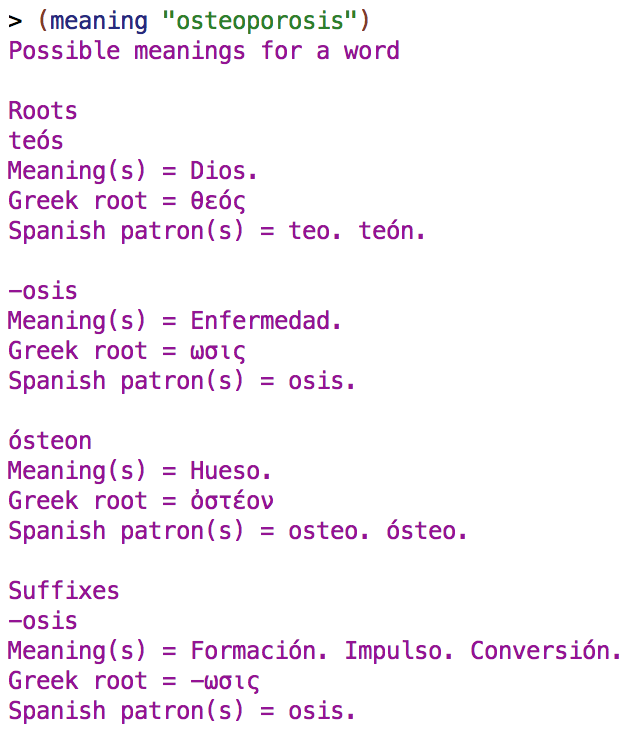 > (meaning "osteoporosis")
Possible meanings for a word
Roots
teós
Meaning(s) = Dios.
Greek root = θεός
Spanish patron(s) = teo. teón.
-osis
Meaning(s) = Enfermedad.
Greek root = ωσις
Spanish patron(s) = osis.
ósteon
Meaning(s) = Hueso.
Greek root = ὀστέον
Spanish patron(s) = osteo. ósteo.
Suffixes
-osis
Meaning(s) = Formación. Impulso. Conversión.
Greek root = -ωσις
Spanish patron(s) = osis.